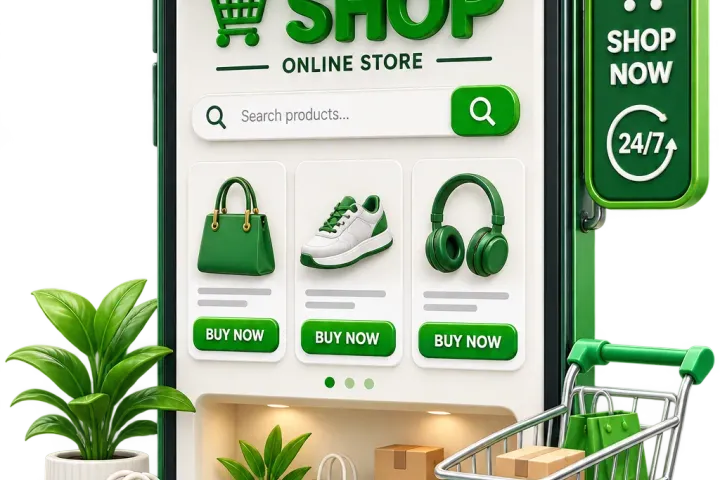 SHOP
ONLINE STORE
Search products...
BUY NOW
BUY NOW
BUY NOW
SHOP
NOW
24/7